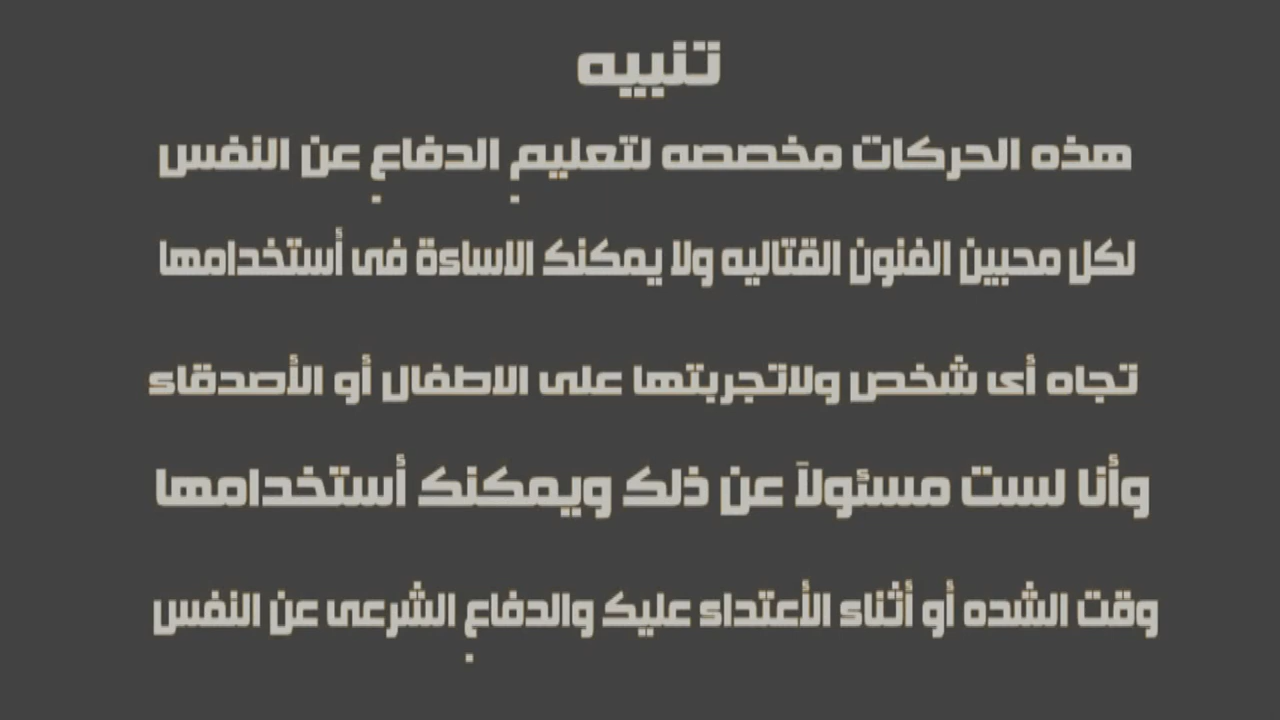 تنبيه
هذه الحركات مخصصه لتعليم الدفاع عن النفس
لكل محبين الفنون القتاليه ولا يمكنك الاساءة فى أستخدامها
تجاه أى شخص ولاتجربتها على الاطفال أو الأصدقاء
وأنا لست مسئولاً عن ذلك ويمكنك أستخدامها
وقت الشده أو أثناء الأعتداء عليك والدفاع الشرعى عن النفس